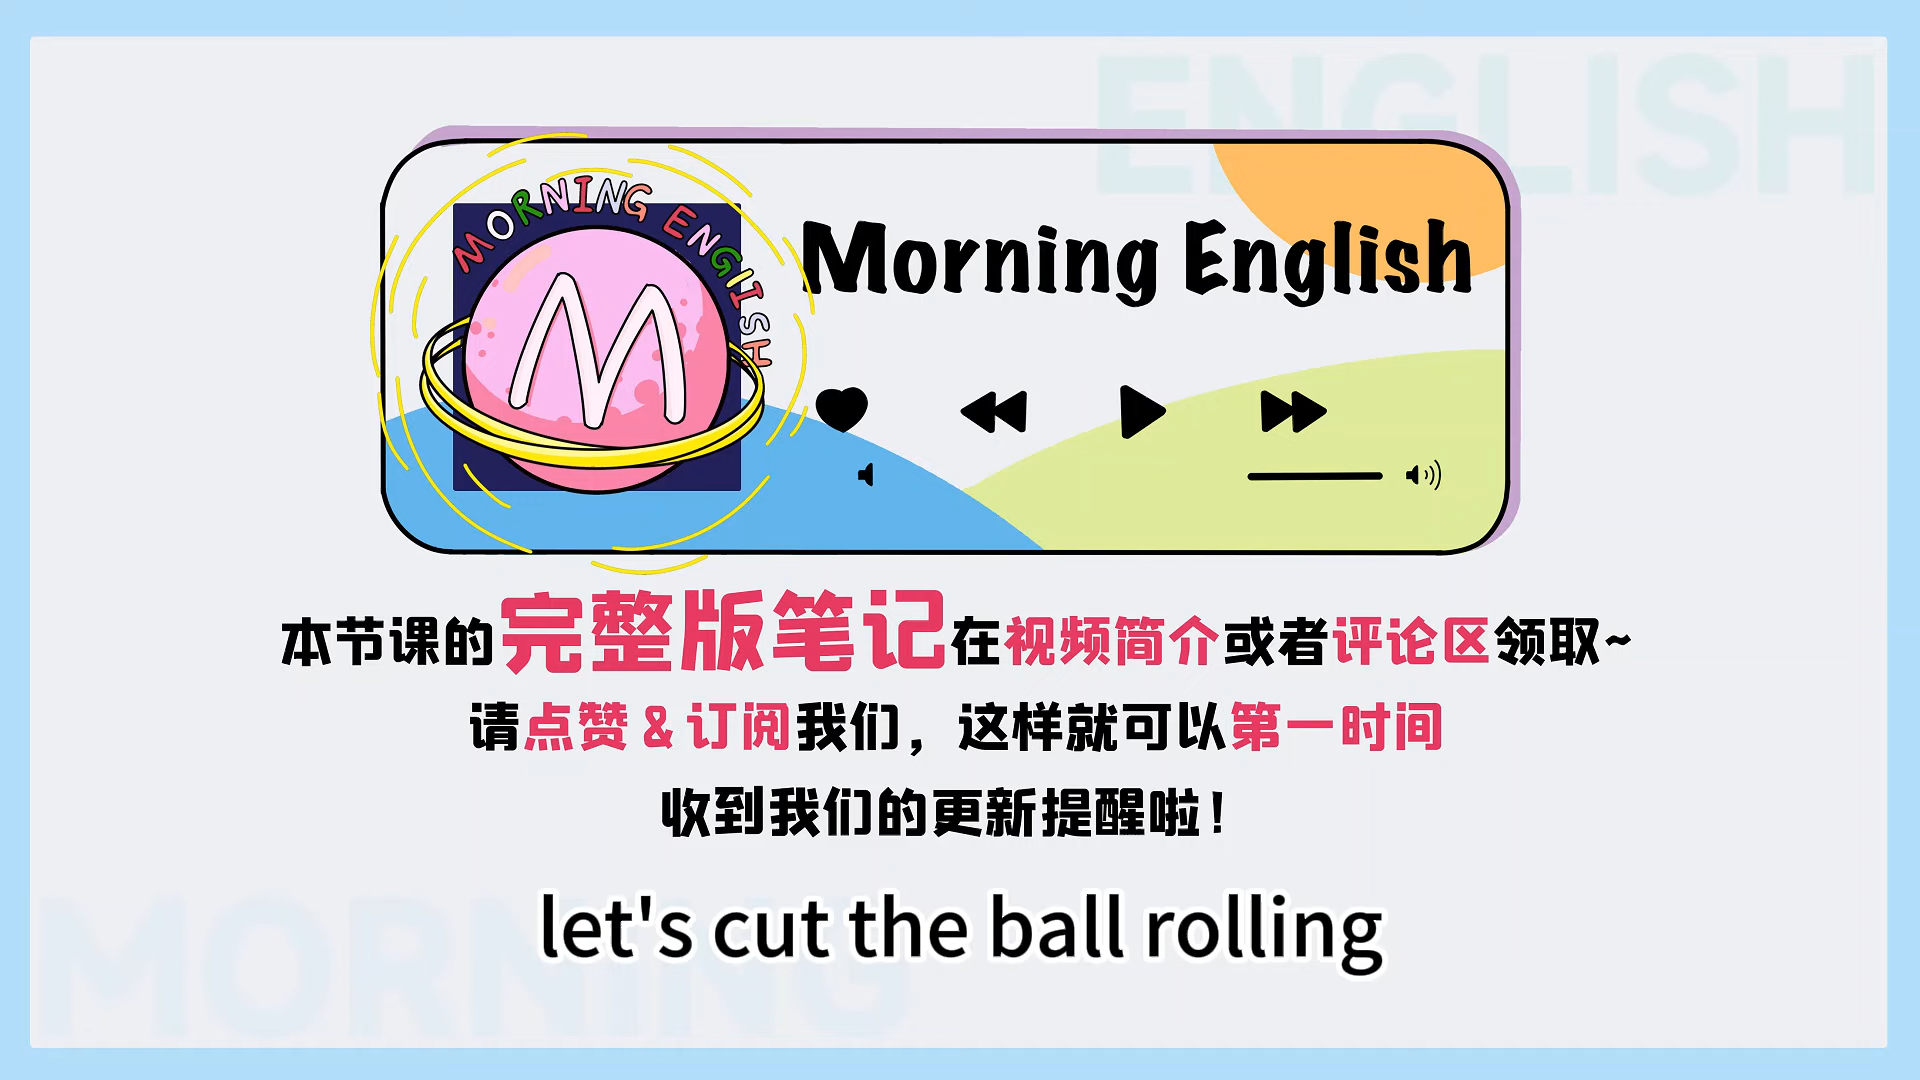 ENGLISH
MORNING ENGLISH
M
Morning English
本节课的完整版笔记在视频简介或者评论区领取~
请点赞&订阅我们，这样就可以第一时间
收到我们的更新提醒啦！
let's cut the ball rolling
MORNING